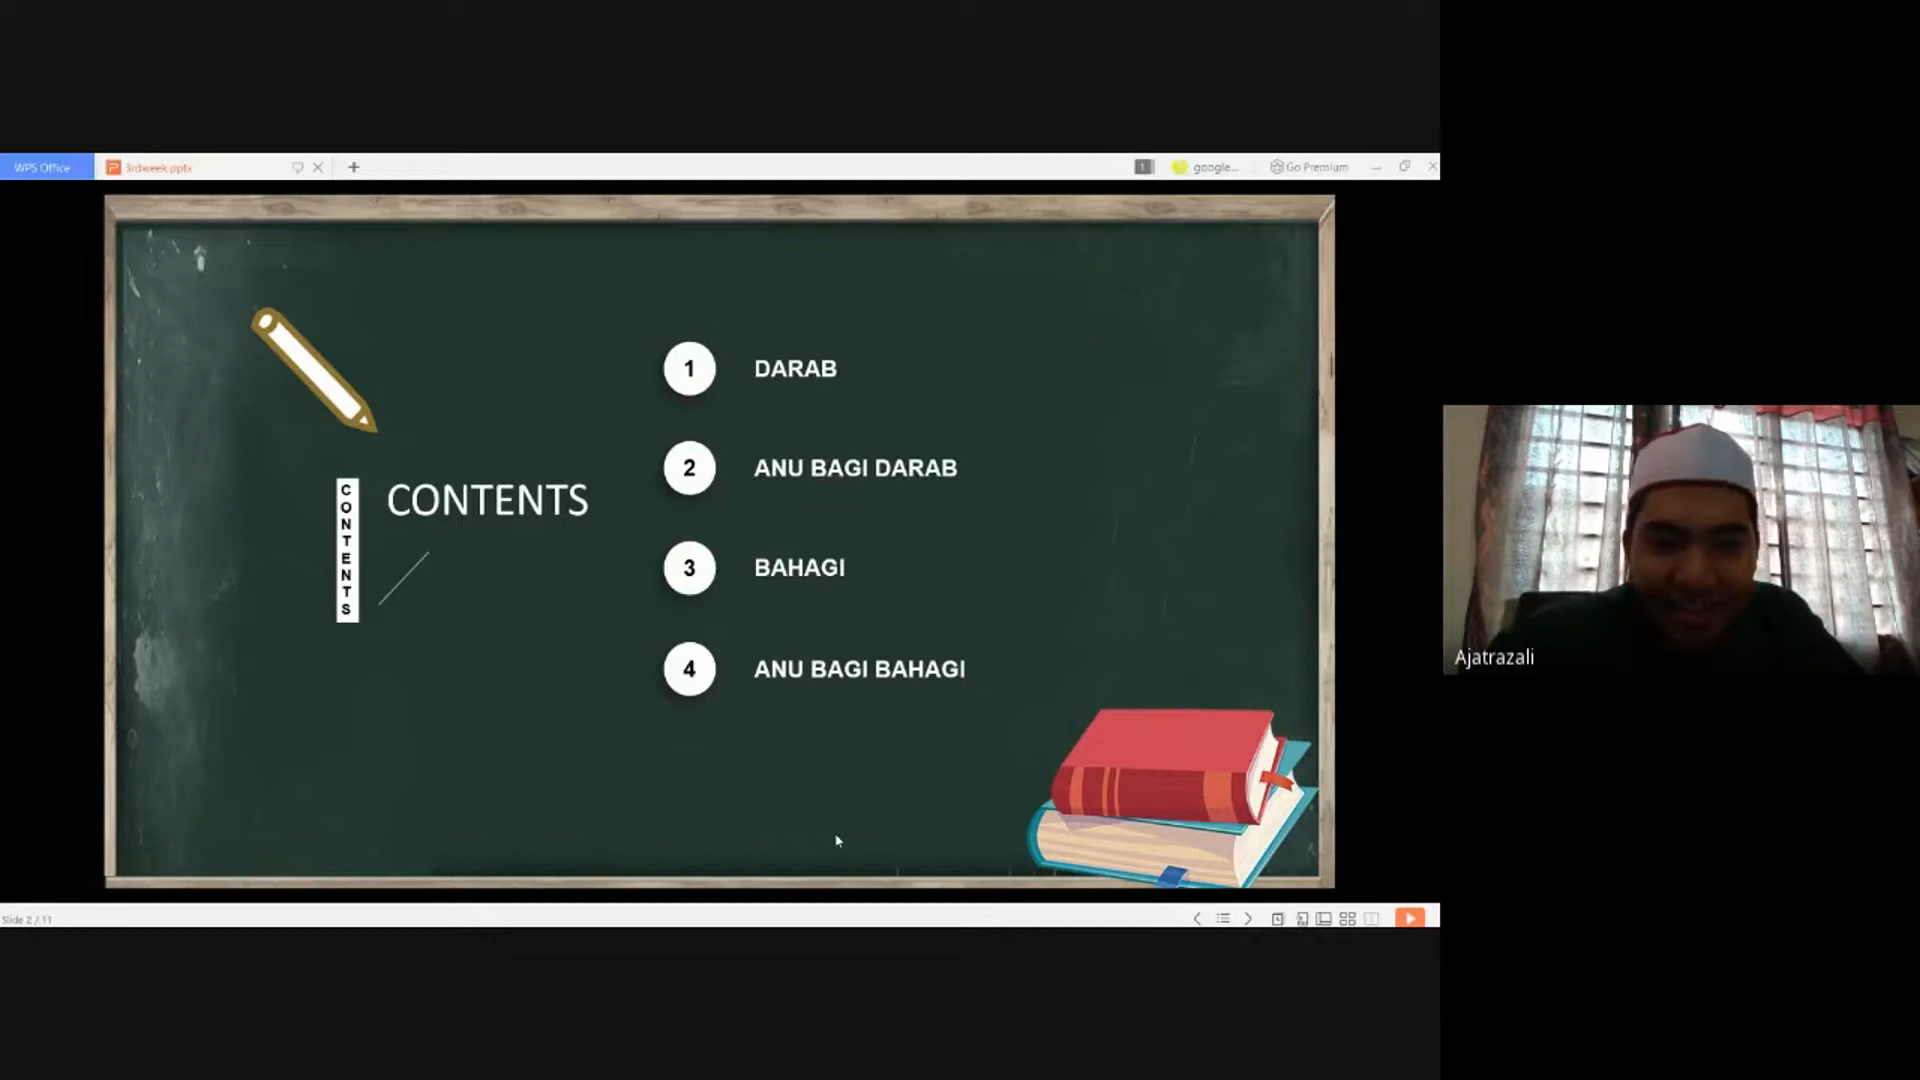 WPS Office
3rdweek.pptx
1
google...
Go Premium
CONTENTS
CONTENTS
1 DARAB
2 ANU BAGI DARAB
3 BAHAGI
4 ANU BAGI BAHAGI
Ajatrazali
Slide 2 / 11